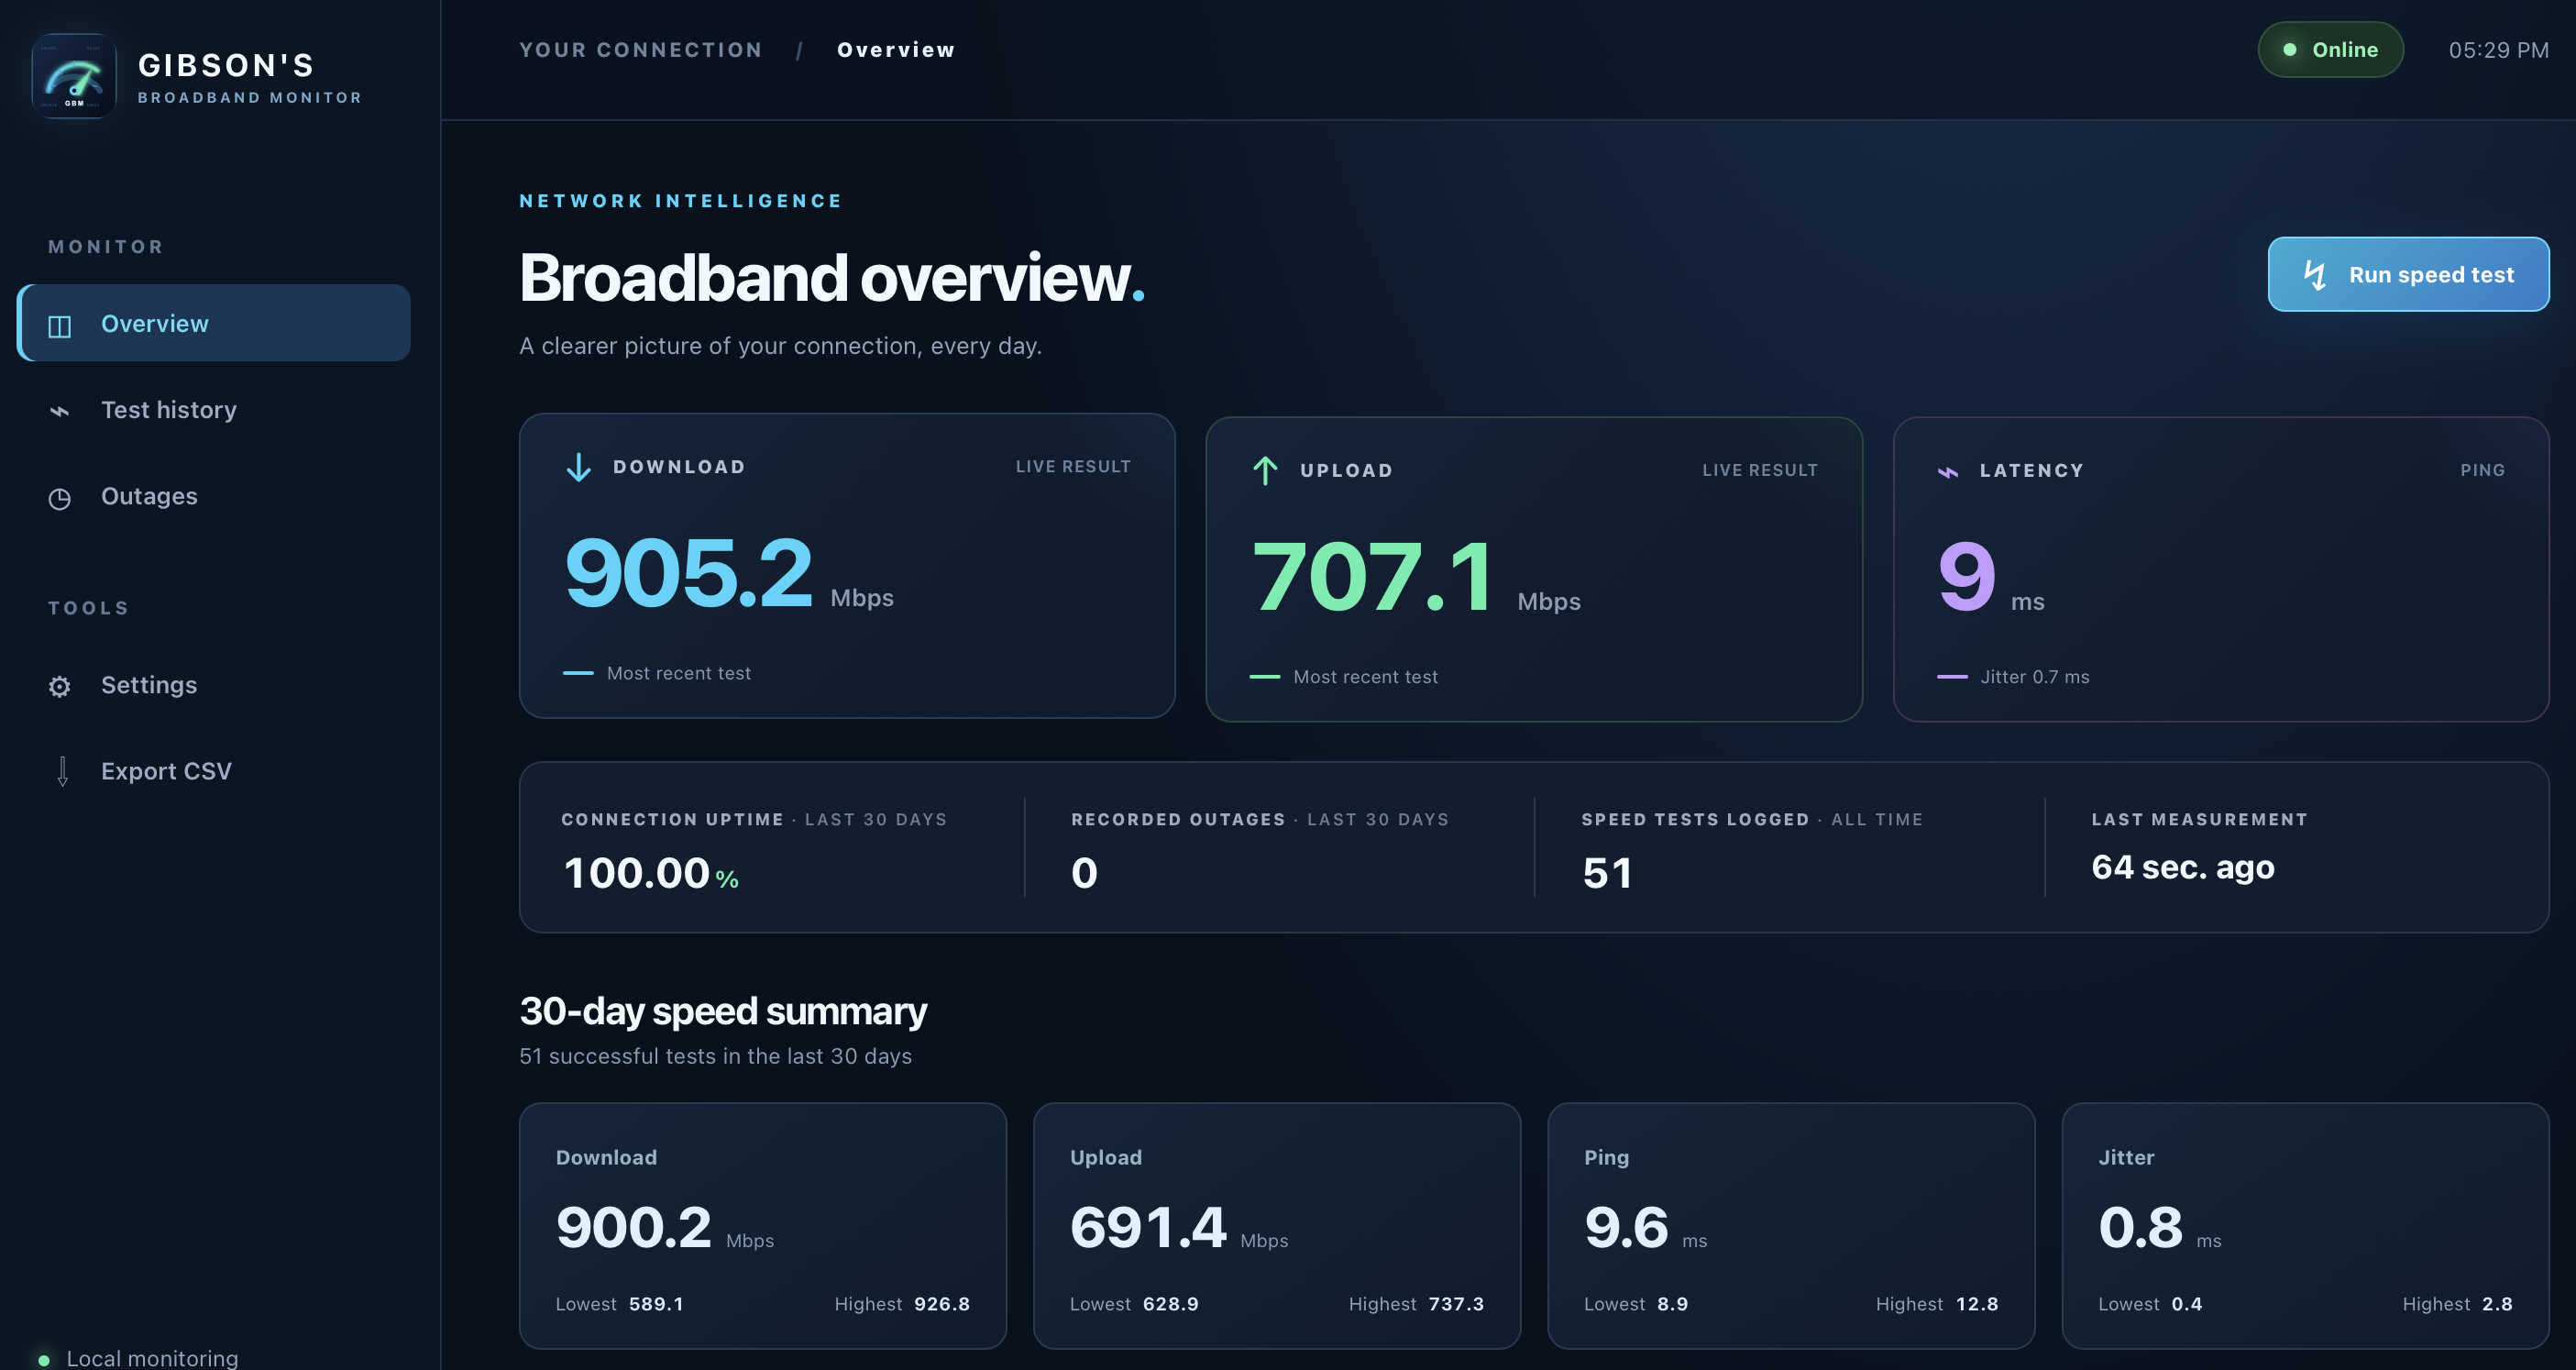 GIBSON'S
BROADBAND MONITOR
GBM
MONITOR
Overview
Test history
Outages
TOOLS
Settings
Export CSV
Local monitoring
YOUR CONNECTION / Overview
Online
05:29 PM
NETWORK INTELLIGENCE
Broadband overview.
A clearer picture of your connection, every day.
Run speed test
DOWNLOAD
LIVE RESULT
905.2 Mbps
Most recent test
UPLOAD
LIVE RESULT
707.1 Mbps
Most recent test
LATENCY
PING
9 ms
Jitter 0.7 ms
CONNECTION UPTIME · LAST 30 DAYS
100.00%
RECORDED OUTAGES · LAST 30 DAYS
0
SPEED TESTS LOGGED · ALL TIME
51
LAST MEASUREMENT
64 sec. ago
30-day speed summary
51 successful tests in the last 30 days
Download
900.2 Mbps
Lowest 589.1 Highest 926.8
Upload
691.4 Mbps
Lowest 628.9 Highest 737.3
Ping
9.6 ms
Lowest 8.9 Highest 12.8
Jitter
0.8 ms
Lowest 0.4 Highest 2.8